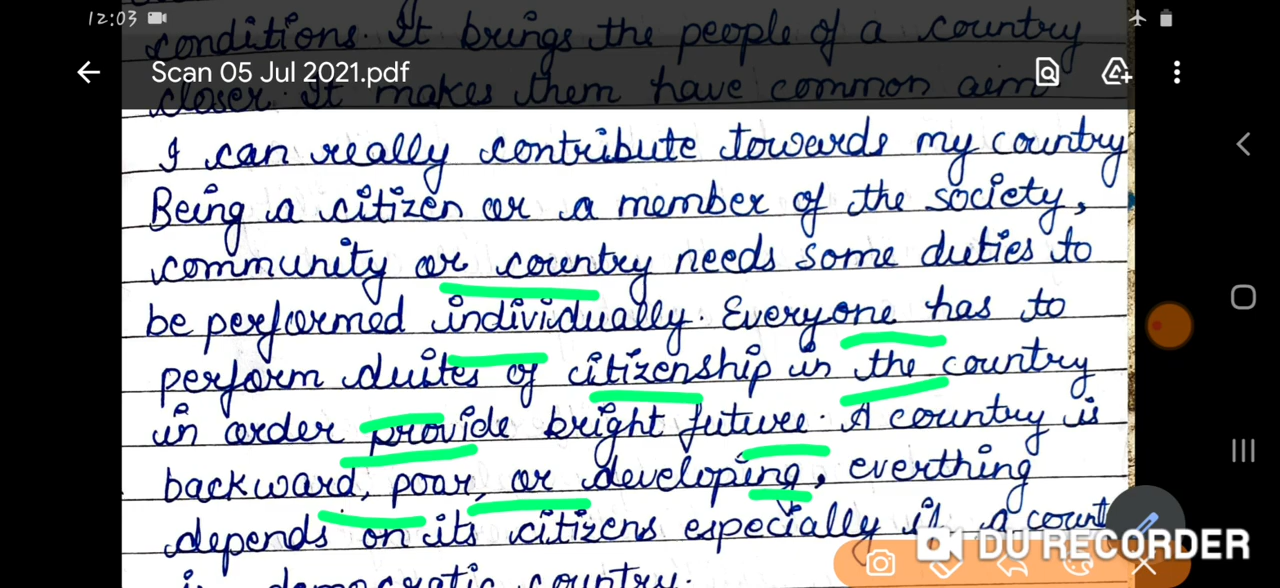 12:03
conditions. It brings the people of a country
Scan 05 Jul 2021.pdf
closer. It makes them have common aim
I can really contribute towards my country
Being a citizen or a member of the society,
community or country needs some duties to
be performed individually. Everyone has to
perform duites of citizenship in the country
in order provide bright future. A country is
backward, poor, or developing, everthing
depends on its citizens especially if a count
DU RECORDER
is democratic country.